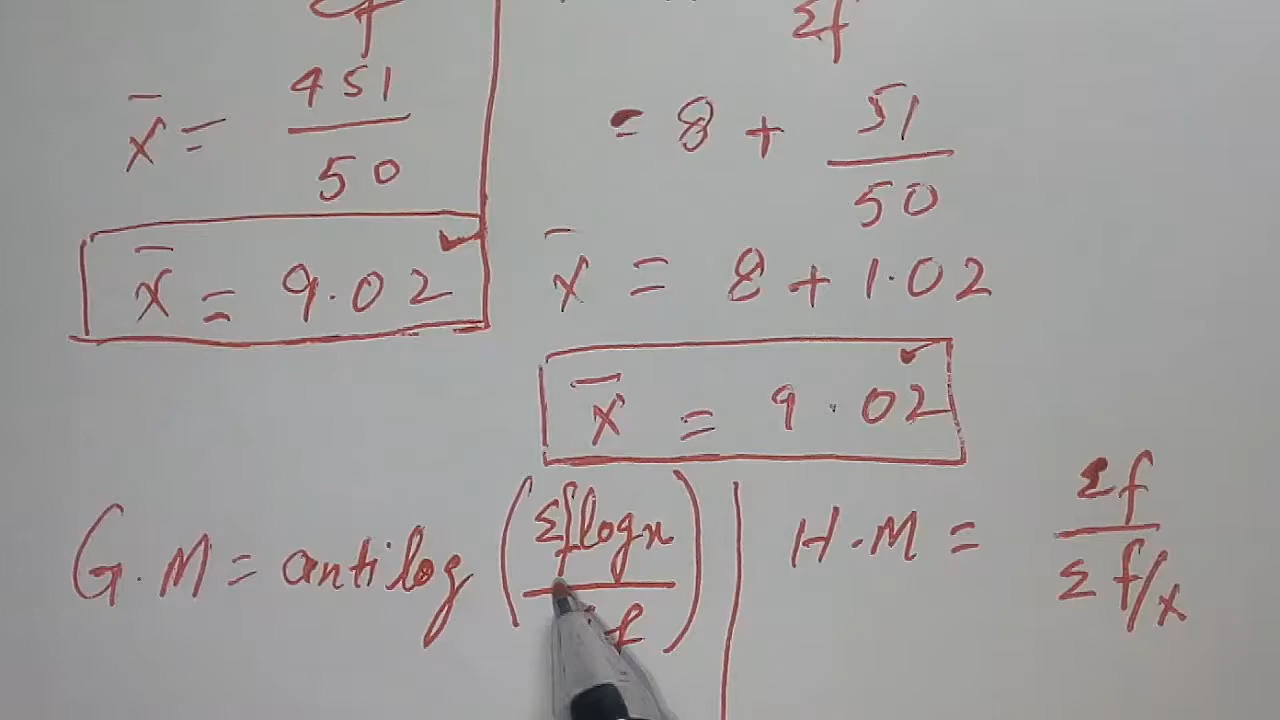 Σf
x̄ = 451/50
x̄ = 9.02
Σf
= 8 + 51/50
x̄ = 8 + 1.02
x̄ = 9.02
G.M = antilog (Σf log x / f)
H.M = Σf / Σ f/x